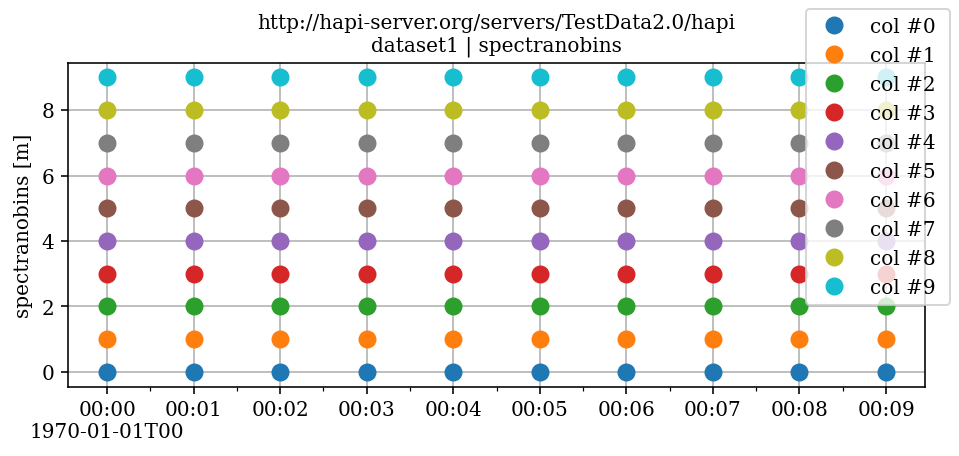 http://hapi-server.org/servers/TestData2.0/hapi
dataset1 | spectranobins
col #0
col #1
col #2
col #3
col #4
col #5
col #6
col #7
col #8
col #9
spectranobins [m]
8
6
4
2
0
00:00 00:01 00:02 00:03 00:04 00:05 00:06 00:07 00:08 00:09
1970-01-01T00